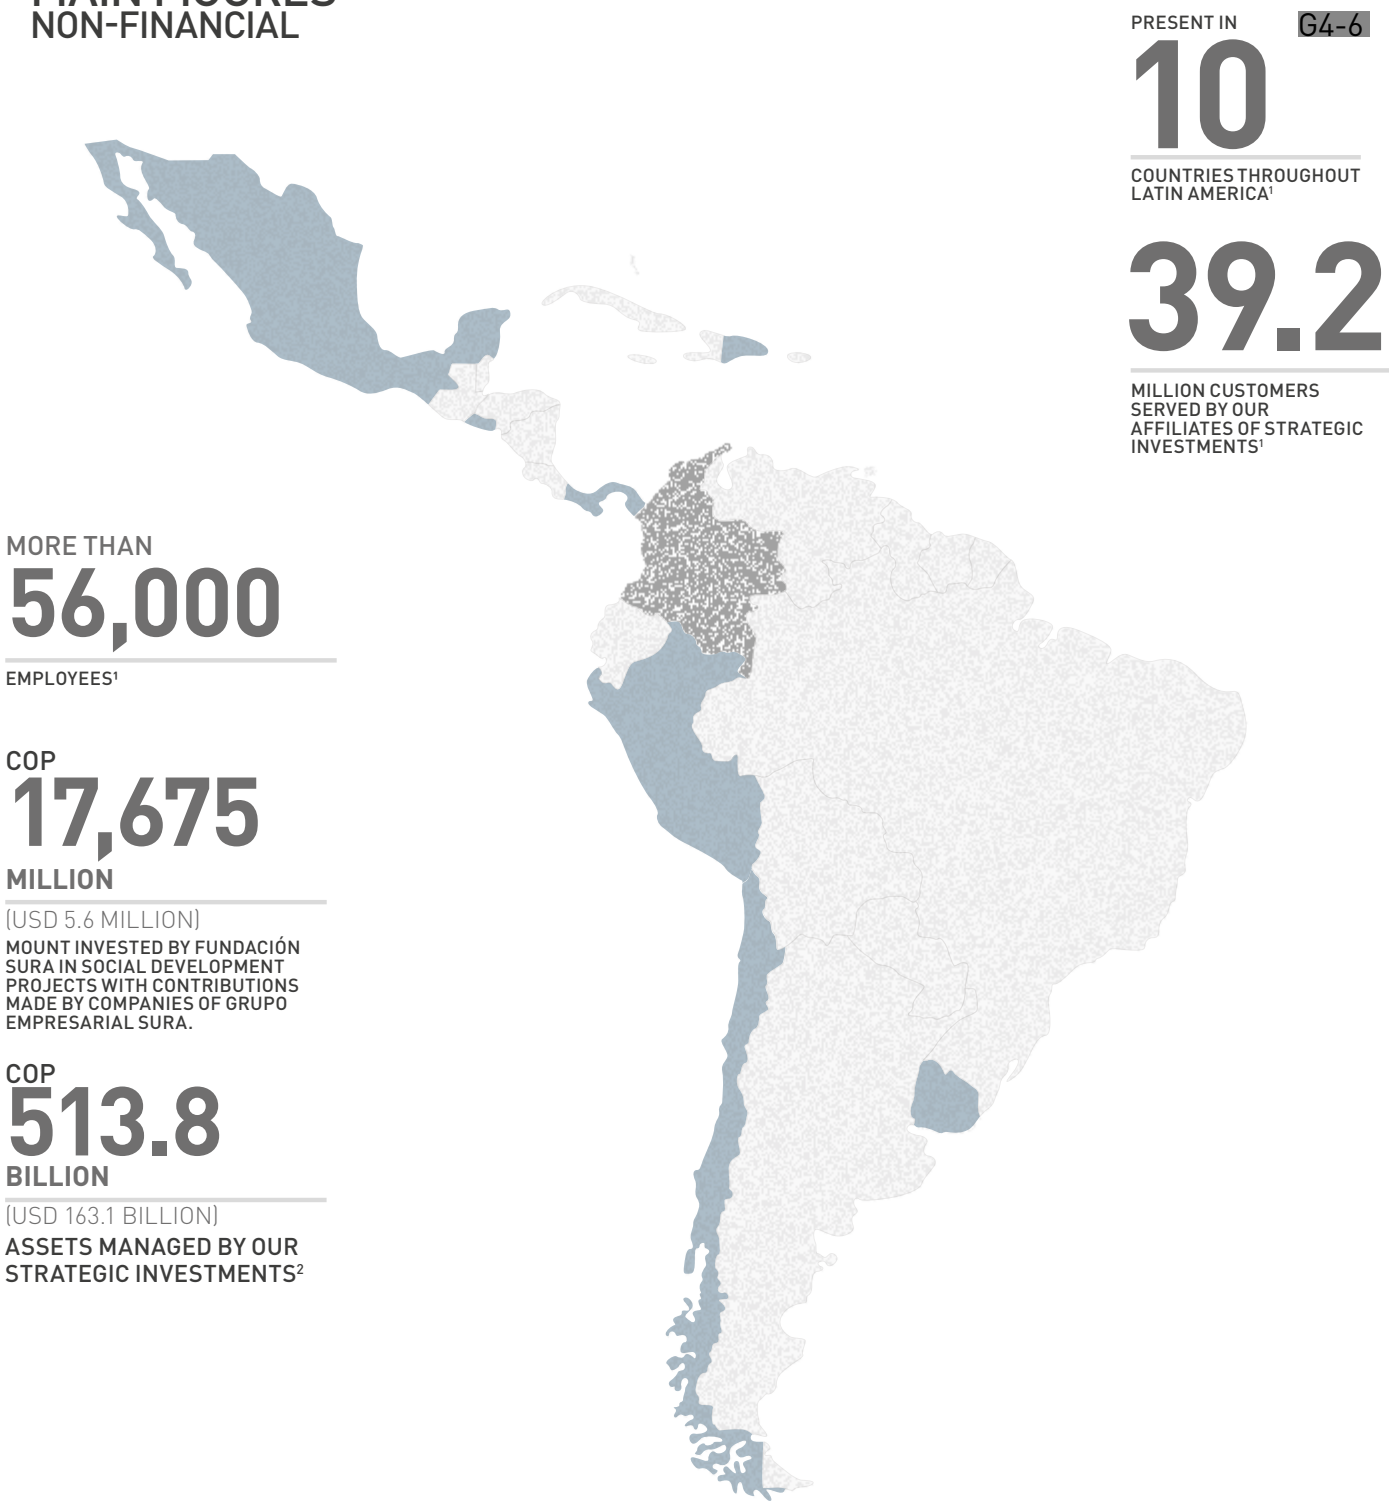 MAIN FIGURES
NON-FINANCIAL
PRESENT IN
G4-6
10
COUNTRIES THROUGHOUT
LATIN AMERICA¹
39.2
MILLION CUSTOMERS
SERVED BY OUR
AFFILIATES OF STRATEGIC
INVESTMENTS¹
MORE THAN
56,000
EMPLOYEES¹
COP
17,675
MILLION
(USD 5.6 MILLION)
MOUNT INVESTED BY FUNDACIÓN
SURA IN SOCIAL DEVELOPMENT
PROJECTS WITH CONTRIBUTIONS
MADE BY COMPANIES OF GRUPO
EMPRESARIAL SURA.
COP
513.8
BILLION
(USD 163.1 BILLION)
ASSETS MANAGED BY OUR
STRATEGIC INVESTMENTS²